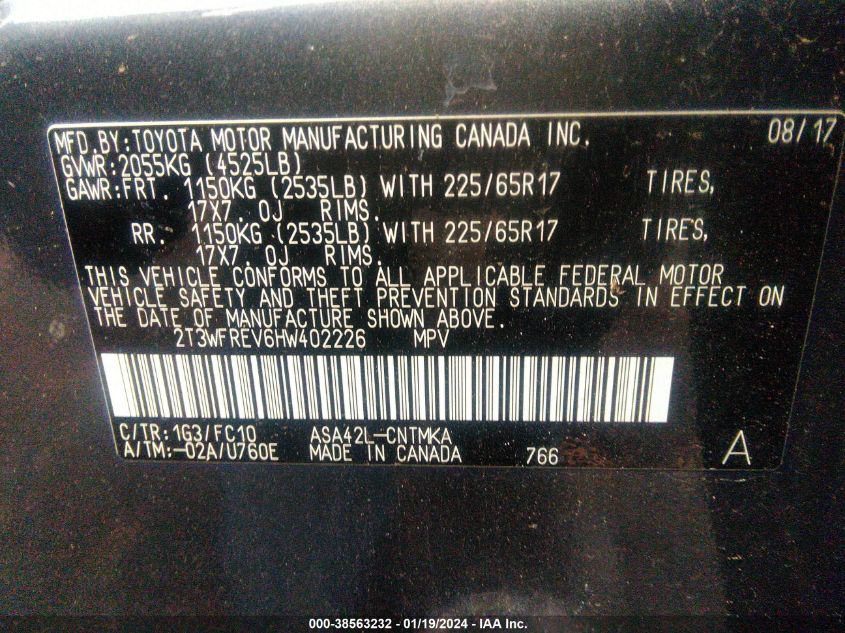 MFD.BY:TOYOTA MOTOR MANUFACTURING CANADA INC. 08/17
GVWR:2055KG (4525LB)
GAWR:FRT. 1150KG (2535LB) WITH 225/65R17 TIRES,
17X7. 0J RIMS.
RR. 1150KG (2535LB) WITH 225/65R17 TIRES,
17X7. 0J RIMS.
THIS VEHICLE CONFORMS TO ALL APPLICABLE FEDERAL MOTOR
VEHICLE SAFETY AND THEFT PREVENTION STANDARDS IN EFFECT ON
THE DATE OF MANUFACTURE SHOWN ABOVE.
2T3WFREV6HW402226 MPV
C/TR:1G3/FC10 ASA42L-CNTMKA
A/TM:-02A/U760E MADE IN CANADA 766 A
000-38563232 - 01/19/2024 - IAA Inc.